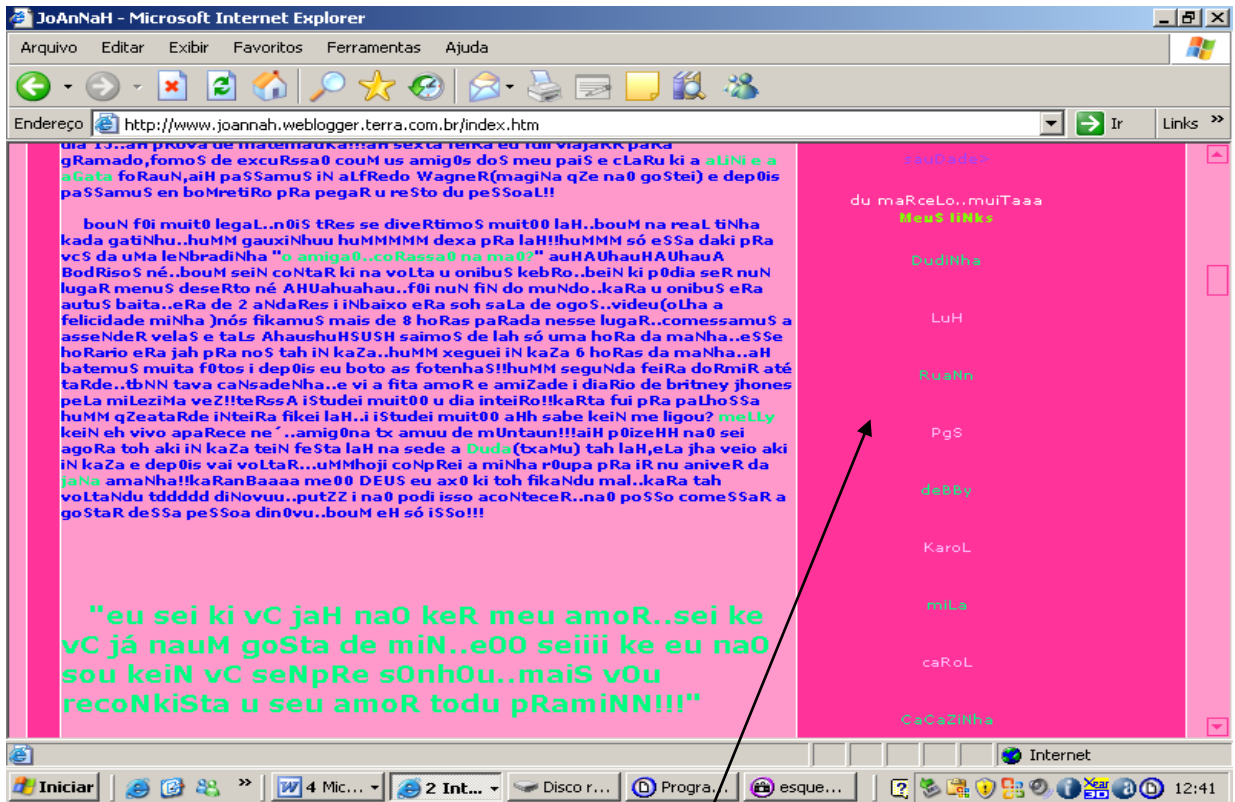 JoAnNaH - Microsoft Internet Explorer
Arquivo Editar Exibir Favoritos Ferramentas Ajuda
Endereço http://www.joannah.weblogger.terra.com.br/index.htm Ir Links »
dia 15..aH pRova de matemauKa!!!aH sexta feiRa eu fui viajaRR paRa
gRamado,fomoS de excuRssa0 couM us amig0s doS meu paiS e cLaRu ki a aLiNi e a
aGata foRauN,aiH paSSamuS iN aLfRedo WagneR(magiNa qZe na0 goStei) e dep0is
paSSamuS en boMretiRo pRa pegaR u reSto du peSSoaL!!
bouN f0i muit0 legaL..n0iS tRes se diveRtimoS muit00 laH..bouM na reaL tiNha
kada gatiNhu..huMM gauxiNhuu huMMMMM dexa pRa laH!!huMMM só eSSa daki pRa
vcS da uMa leNbradiNha "o amiga0..coRassa0 na ma0?" auHAUhauHAUhauA
BodRisoS né..bouM seiN coNtaR ki na voLta u onibuS kebRo..beiN ki p0dia seR nuN
lugaR menuS deseRto né AHUahuahau..f0i nuN fiN do muNdo..kaRa u onibuS eRa
autuS baita..eRa de 2 aNdaRes i iNbaixo eRa soh saLa de ogoS..videu(oLha a
felicidade miNha )nós fikamuS mais de 8 hoRas paRada nesse lugaR..comessamuS a
asseNdeR velaS e taLs AhaushuHSUSH saimoS de lah só uma hoRa da maNha..eSSe
hoRario eRa jah pRa noS tah iN kaZa..huMM xeguei iN kaZa 6 hoRas da maNha..aH
batemuS muita f0tos i dep0is eu boto as fotenhaS!!huMM seguNda feiRa doRmiR até
taRde..tbNN tava caNsadeNha..e vi a fita amoR e amiZade i diaRio de britney jhones
peLa miLeziMa veZ!!teRssA iStudei muit00 u dia inteiRo!!kaRta fui pRa paLhoSSa
huMM qZeataRde iNteiRa fikei laH..i iStudei muit00 aHh sabe keiN me ligou? meLLy
keiN eh vivo apaRece ne´..amig0na tx amuu de mUntaun!!!aiH p0izeHH na0 sei
agoRa toh aki iN kaZa teiN feSta laH na sede a Duda(txaMu) tah laH,eLa jha veio aki
iN kaZa e dep0is vai voLtaR...uMMhoji coNpRei a miNha r0upa pRa iR nu aniveR da
jaNa amaNha!!kaRanBaaaa me00 DEUS eu ax0 ki toh fikaNdu mal..kaRa tah
voLtaNdu tddddd diNovuu..putZZ i na0 podi isso acoNteceR..na0 poSSo comeSSaR a
goStaR deSSa peSSoa din0vu..bouM eH só iSSo!!!
"eu sei ki vC jaH na0 keR meu amoR..sei ke
vC já nauM goSta de miN..e00 seiiii ke eu na0
sou keiN vC seNpRe s0nh0u..maiS v0u
recoNkiSta u seu amoR todu pRamiNN!!!"
sauDada>
du maRceLo..muiTaaa
MeuS liNks
DudiNha
LuH
RuaNn
PgS
deBBy
KaroL
miLa
caRoL
CaCaZiNha
Internet
Iniciar » 4 Mic... 2 Int... Disco r... Progra... esque... 12:41